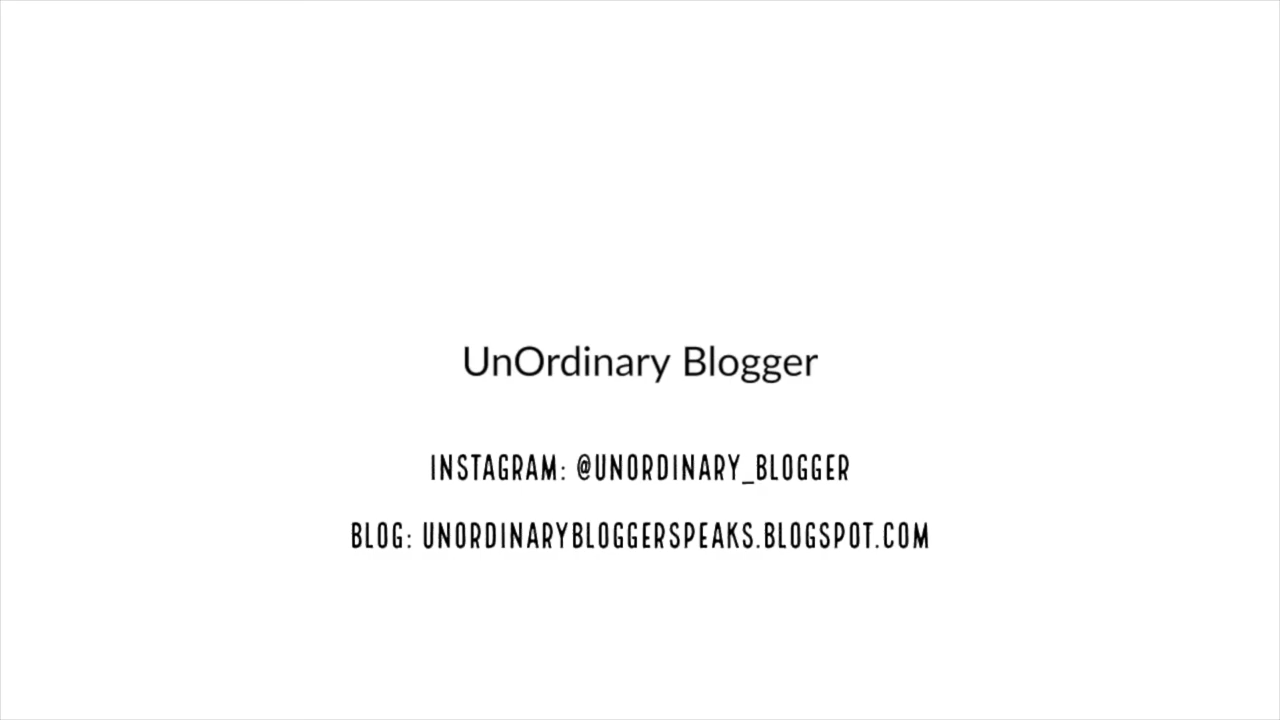 UnOrdinary Blogger
INSTAGRAM: @UNORDINARY_BLOGGER
BLOG: UNORDINARYBLOGGERSPEAKS.BLOGSPOT.COM